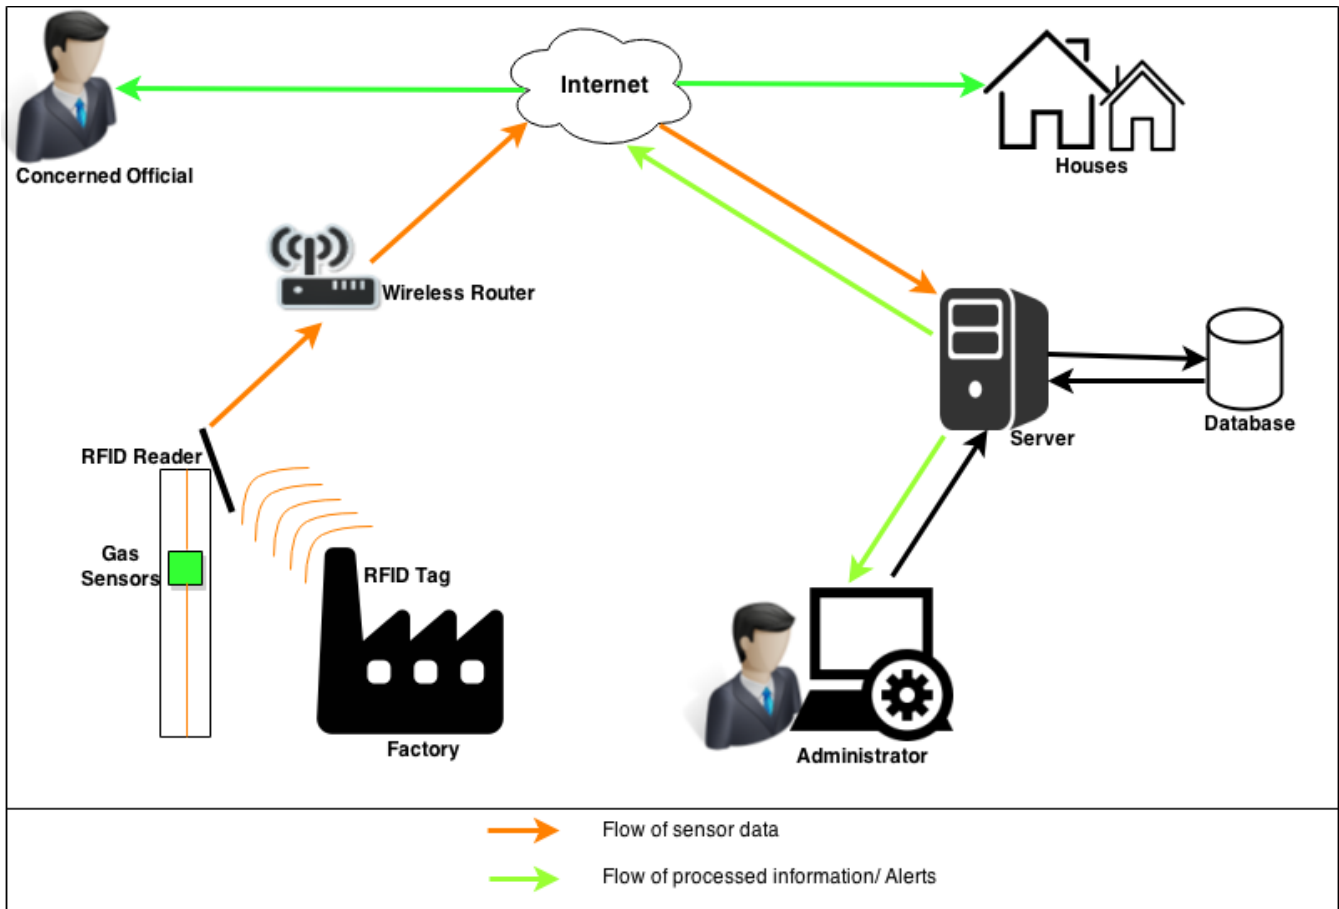 Internet
Concerned Official
Houses
Wireless Router
Server
Database
RFID Reader
Gas
Sensors
RFID Tag
Factory
Administrator
Flow of sensor data
Flow of processed information/ Alerts